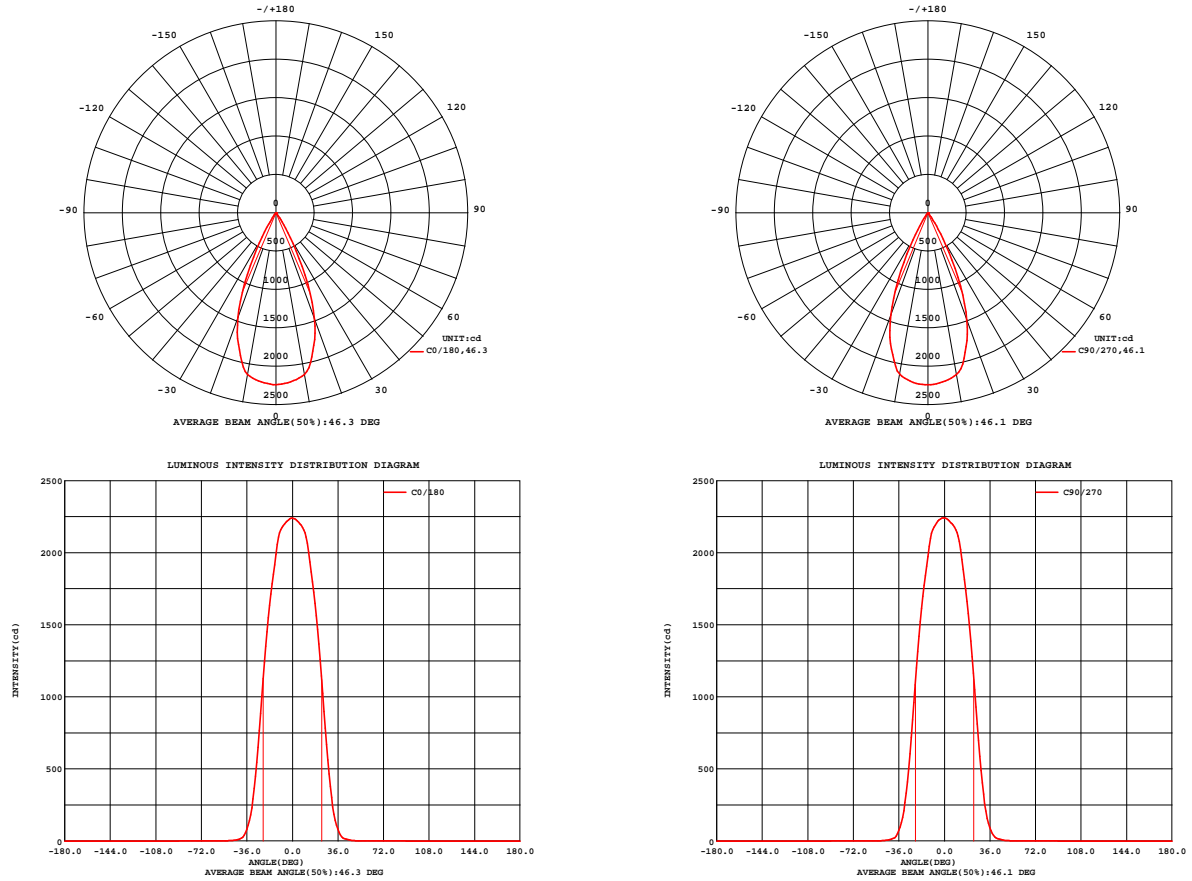 -/+180
-150
150
-120
120
-90
90
0
500
1000
1500
2000
2500
-60
60
-30
30
0
UNIT:cd
C0/180,46.3
AVERAGE BEAM ANGLE(50%):46.3 DEG
-/+180
-150
150
-120
120
-90
90
0
500
1000
1500
2000
2500
-60
60
-30
30
0
UNIT:cd
C90/270,46.1
AVERAGE BEAM ANGLE(50%):46.1 DEG
LUMINOUS INTENSITY DISTRIBUTION DIAGRAM
C0/180
2500
2000
1500
1000
500
0
INTENSITY(cd)
-180.0 -144.0 -108.0 -72.0 -36.0 0.0 36.0 72.0 108.0 144.0 180.0
ANGLE(DEG)
AVERAGE BEAM ANGLE(50%):46.3 DEG
LUMINOUS INTENSITY DISTRIBUTION DIAGRAM
C90/270
2500
2000
1500
1000
500
0
INTENSITY(cd)
-180.0 -144.0 -108.0 -72.0 -36.0 0.0 36.0 72.0 108.0 144.0 180.0
ANGLE(DEG)
AVERAGE BEAM ANGLE(50%):46.1 DEG